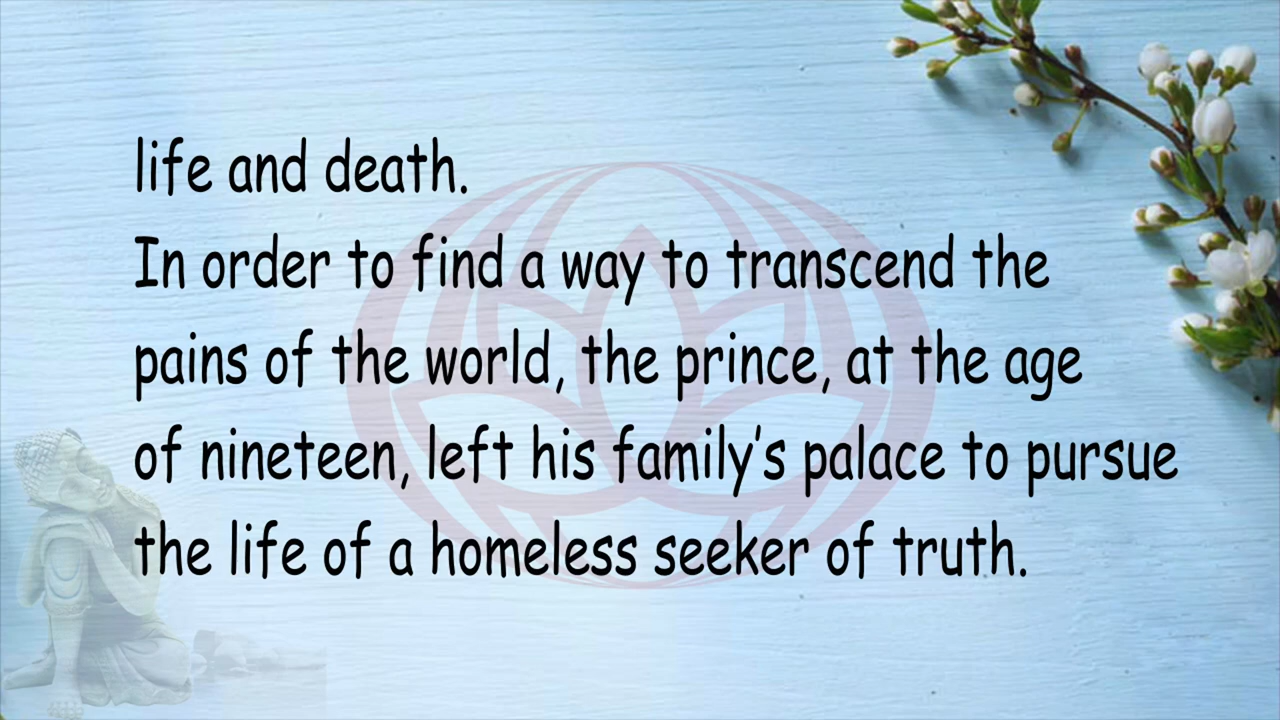 life and death.
In order to find a way to transcend the
pains of the world, the prince, at the age
of nineteen, left his family’s palace to pursue
the life of a homeless seeker of truth.